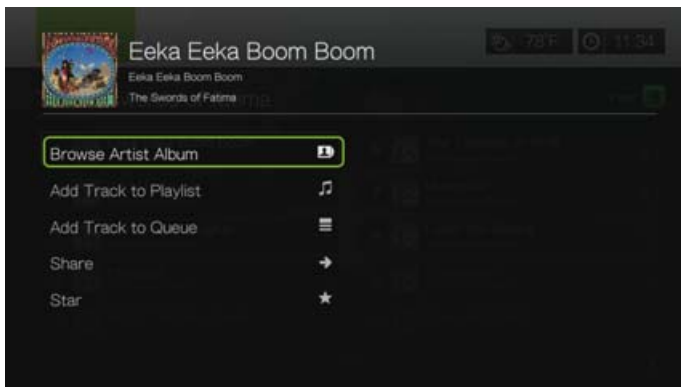 Eeka Eeka Boom Boom
78°F 11:34
Eeka Eeka Boom Boom
The Swords of Fatima
Browse Artist Album
Add Track to Playlist
Add Track to Queue
Share
Star